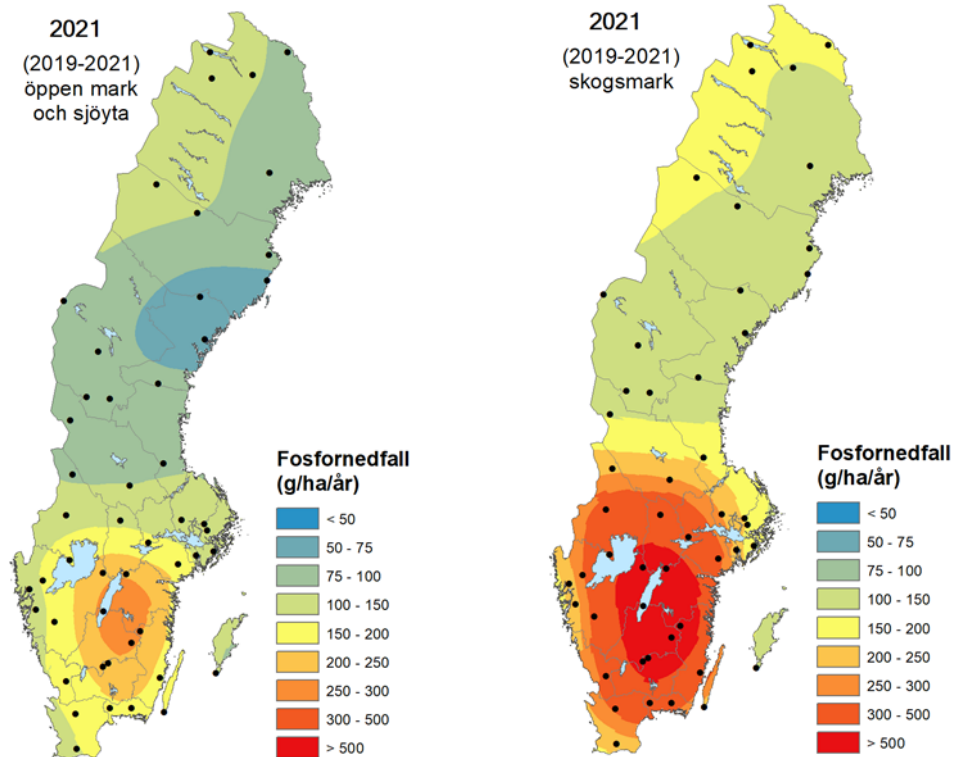 2021
(2019-2021)
öppen mark
och sjöyta
Fosfornedfall
(g/ha/år)
< 50
50 - 75
75 - 100
100 - 150
150 - 200
200 - 250
250 - 300
300 - 500
> 500
2021
(2019-2021)
skogsmark
Fosfornedfall
(g/ha/år)
< 50
50 - 75
75 - 100
100 - 150
150 - 200
200 - 250
250 - 300
300 - 500
> 500